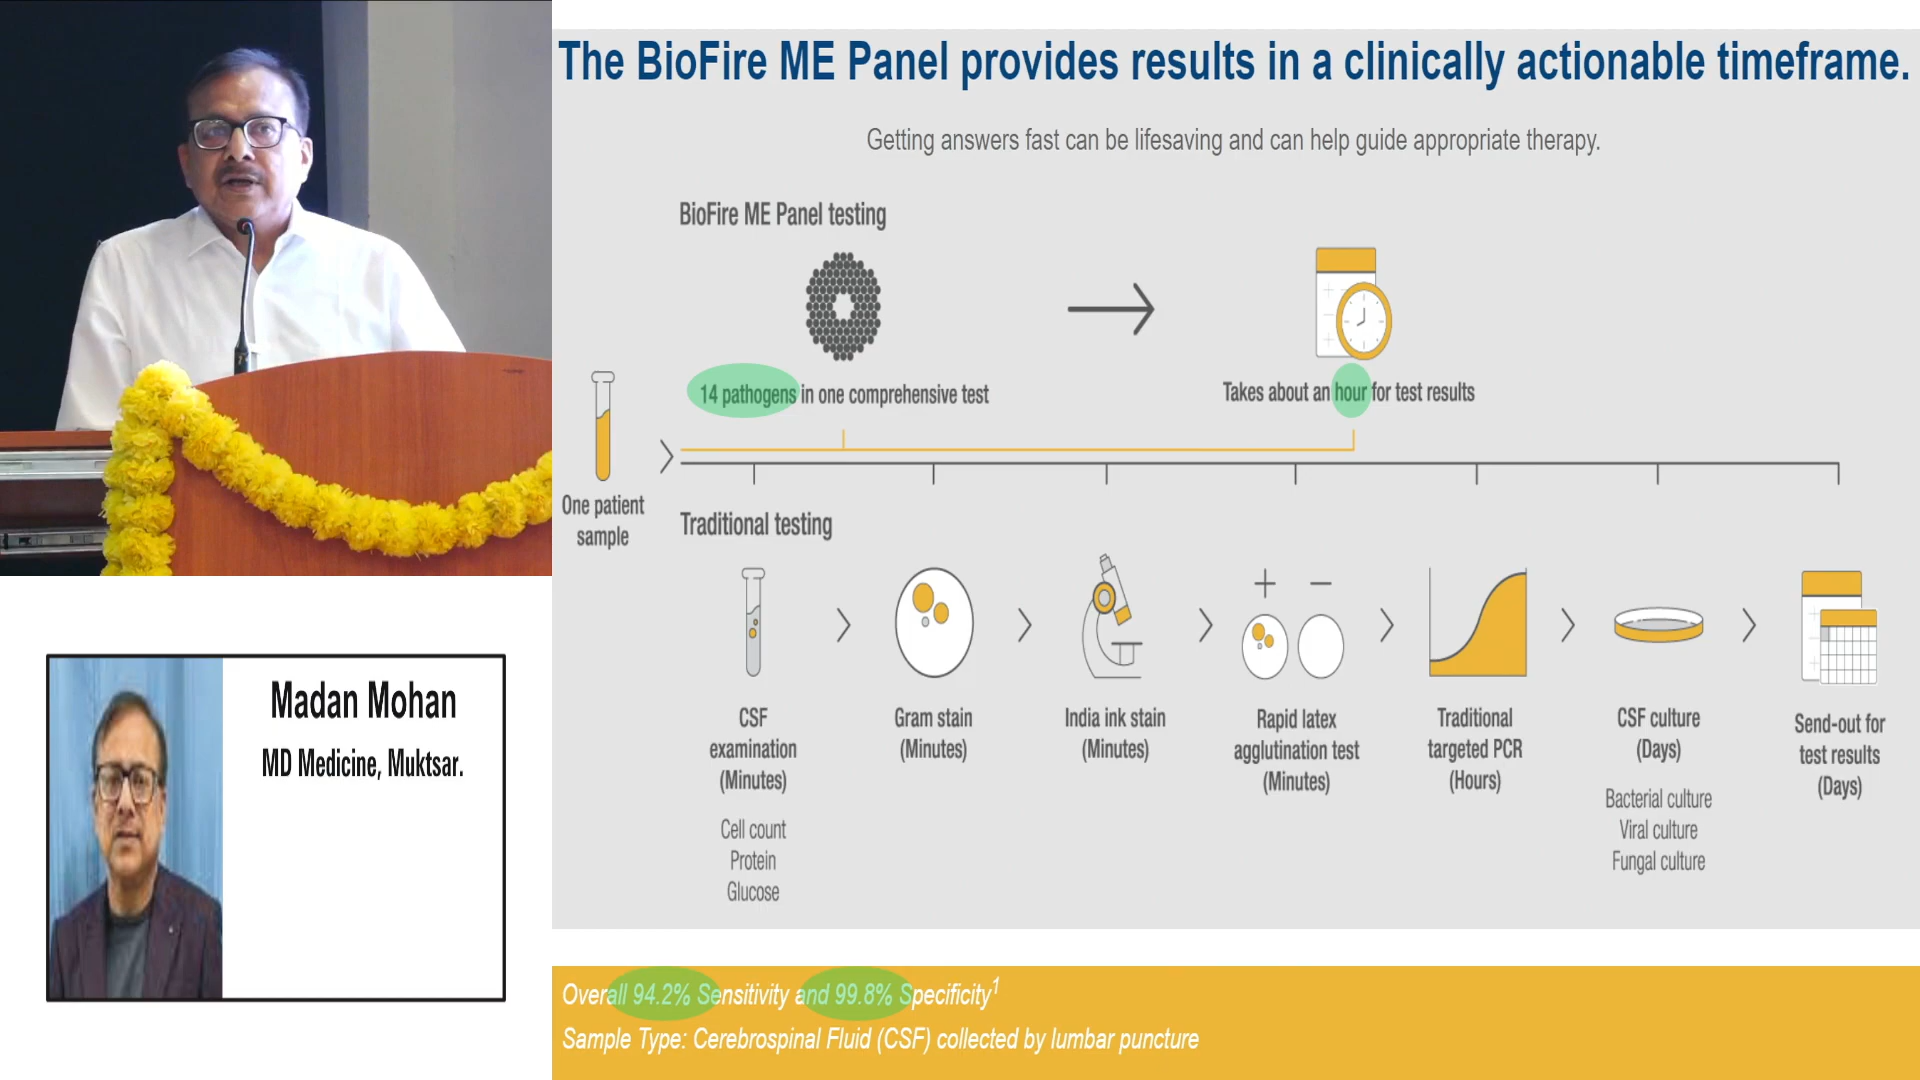 The BioFire ME Panel provides results in a clinically actionable timeframe.
Getting answers fast can be lifesaving and can help guide appropriate therapy.
BioFire ME Panel testing
14 pathogens in one comprehensive test
Takes about an hour for test results
One patient
sample
Traditional testing
CSF
examination
(Minutes)
Cell count
Protein
Glucose
Gram stain
(Minutes)
India ink stain
(Minutes)
+ −
Rapid latex
agglutination test
(Minutes)
Traditional
targeted PCR
(Hours)
CSF culture
(Days)
Bacterial culture
Viral culture
Fungal culture
Send-out for
test results
(Days)
Madan Mohan
MD Medicine, Muktsar.
Overall 94.2% Sensitivity and 99.8% Specificity¹
Sample Type: Cerebrospinal Fluid (CSF) collected by lumbar puncture